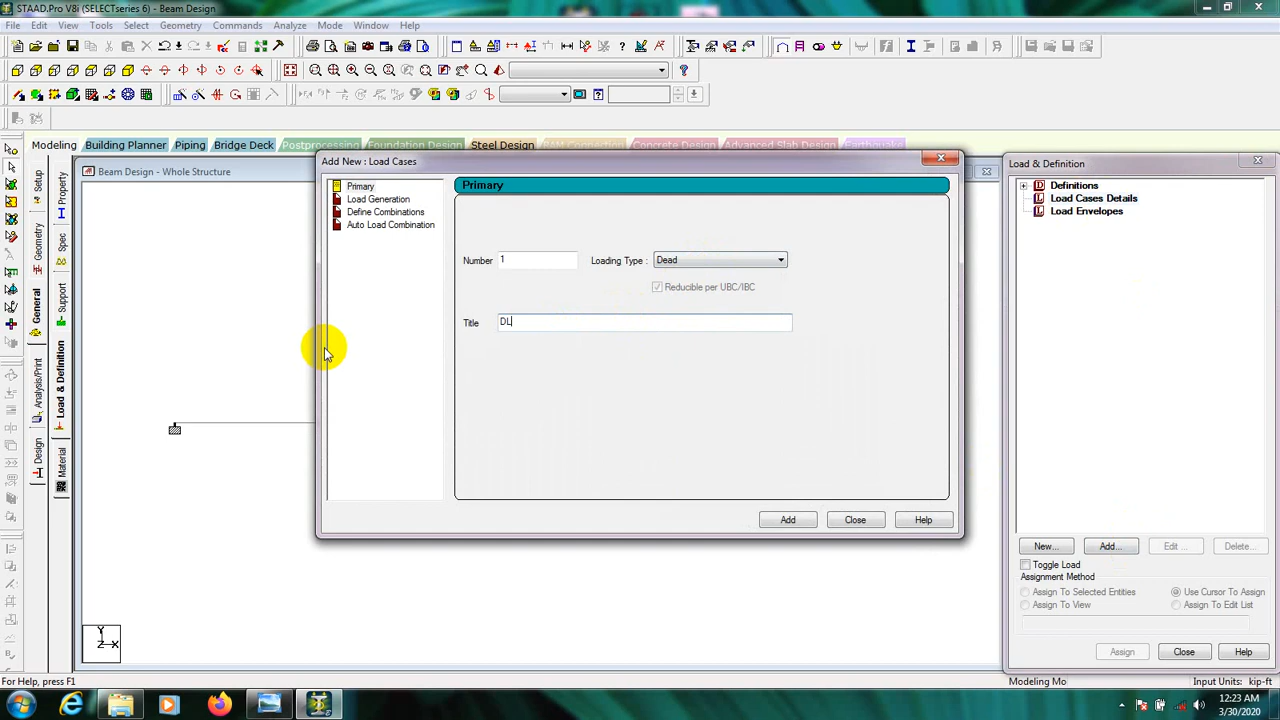 STAAD.Pro V8i (SELECTseries 6) - Beam Design
File Edit View Tools Select Geometry Commands Analyze Mode Window Help
Modeling Building Planner Piping Bridge Deck Postprocessing Foundation Design Steel Design RAM Connection Concrete Design Advanced Slab Design Earthquake
Beam Design - Whole Structure
Setup
Geometry
General
Analysis/Print
Design
Property
Spec
Support
Load & Definition
Material
Add New : Load Cases
Primary
Load Generation
Define Combinations
Auto Load Combination
Primary
Number 1 Loading Type : Dead
Reducible per UBC/IBC
Title DL
Add Close Help
Load & Definition
D Definitions
L Load Cases Details
L Load Envelopes
New... Add... Edit ... Delete...
Toggle Load
Assignment Method
Assign To Selected Entities Use Cursor To Assign
Assign To View Assign To Edit List
Assign Close Help
Y
Z X
For Help, press F1 Modeling Mo Input Units: kip-ft
12:23 AM
3/30/2020